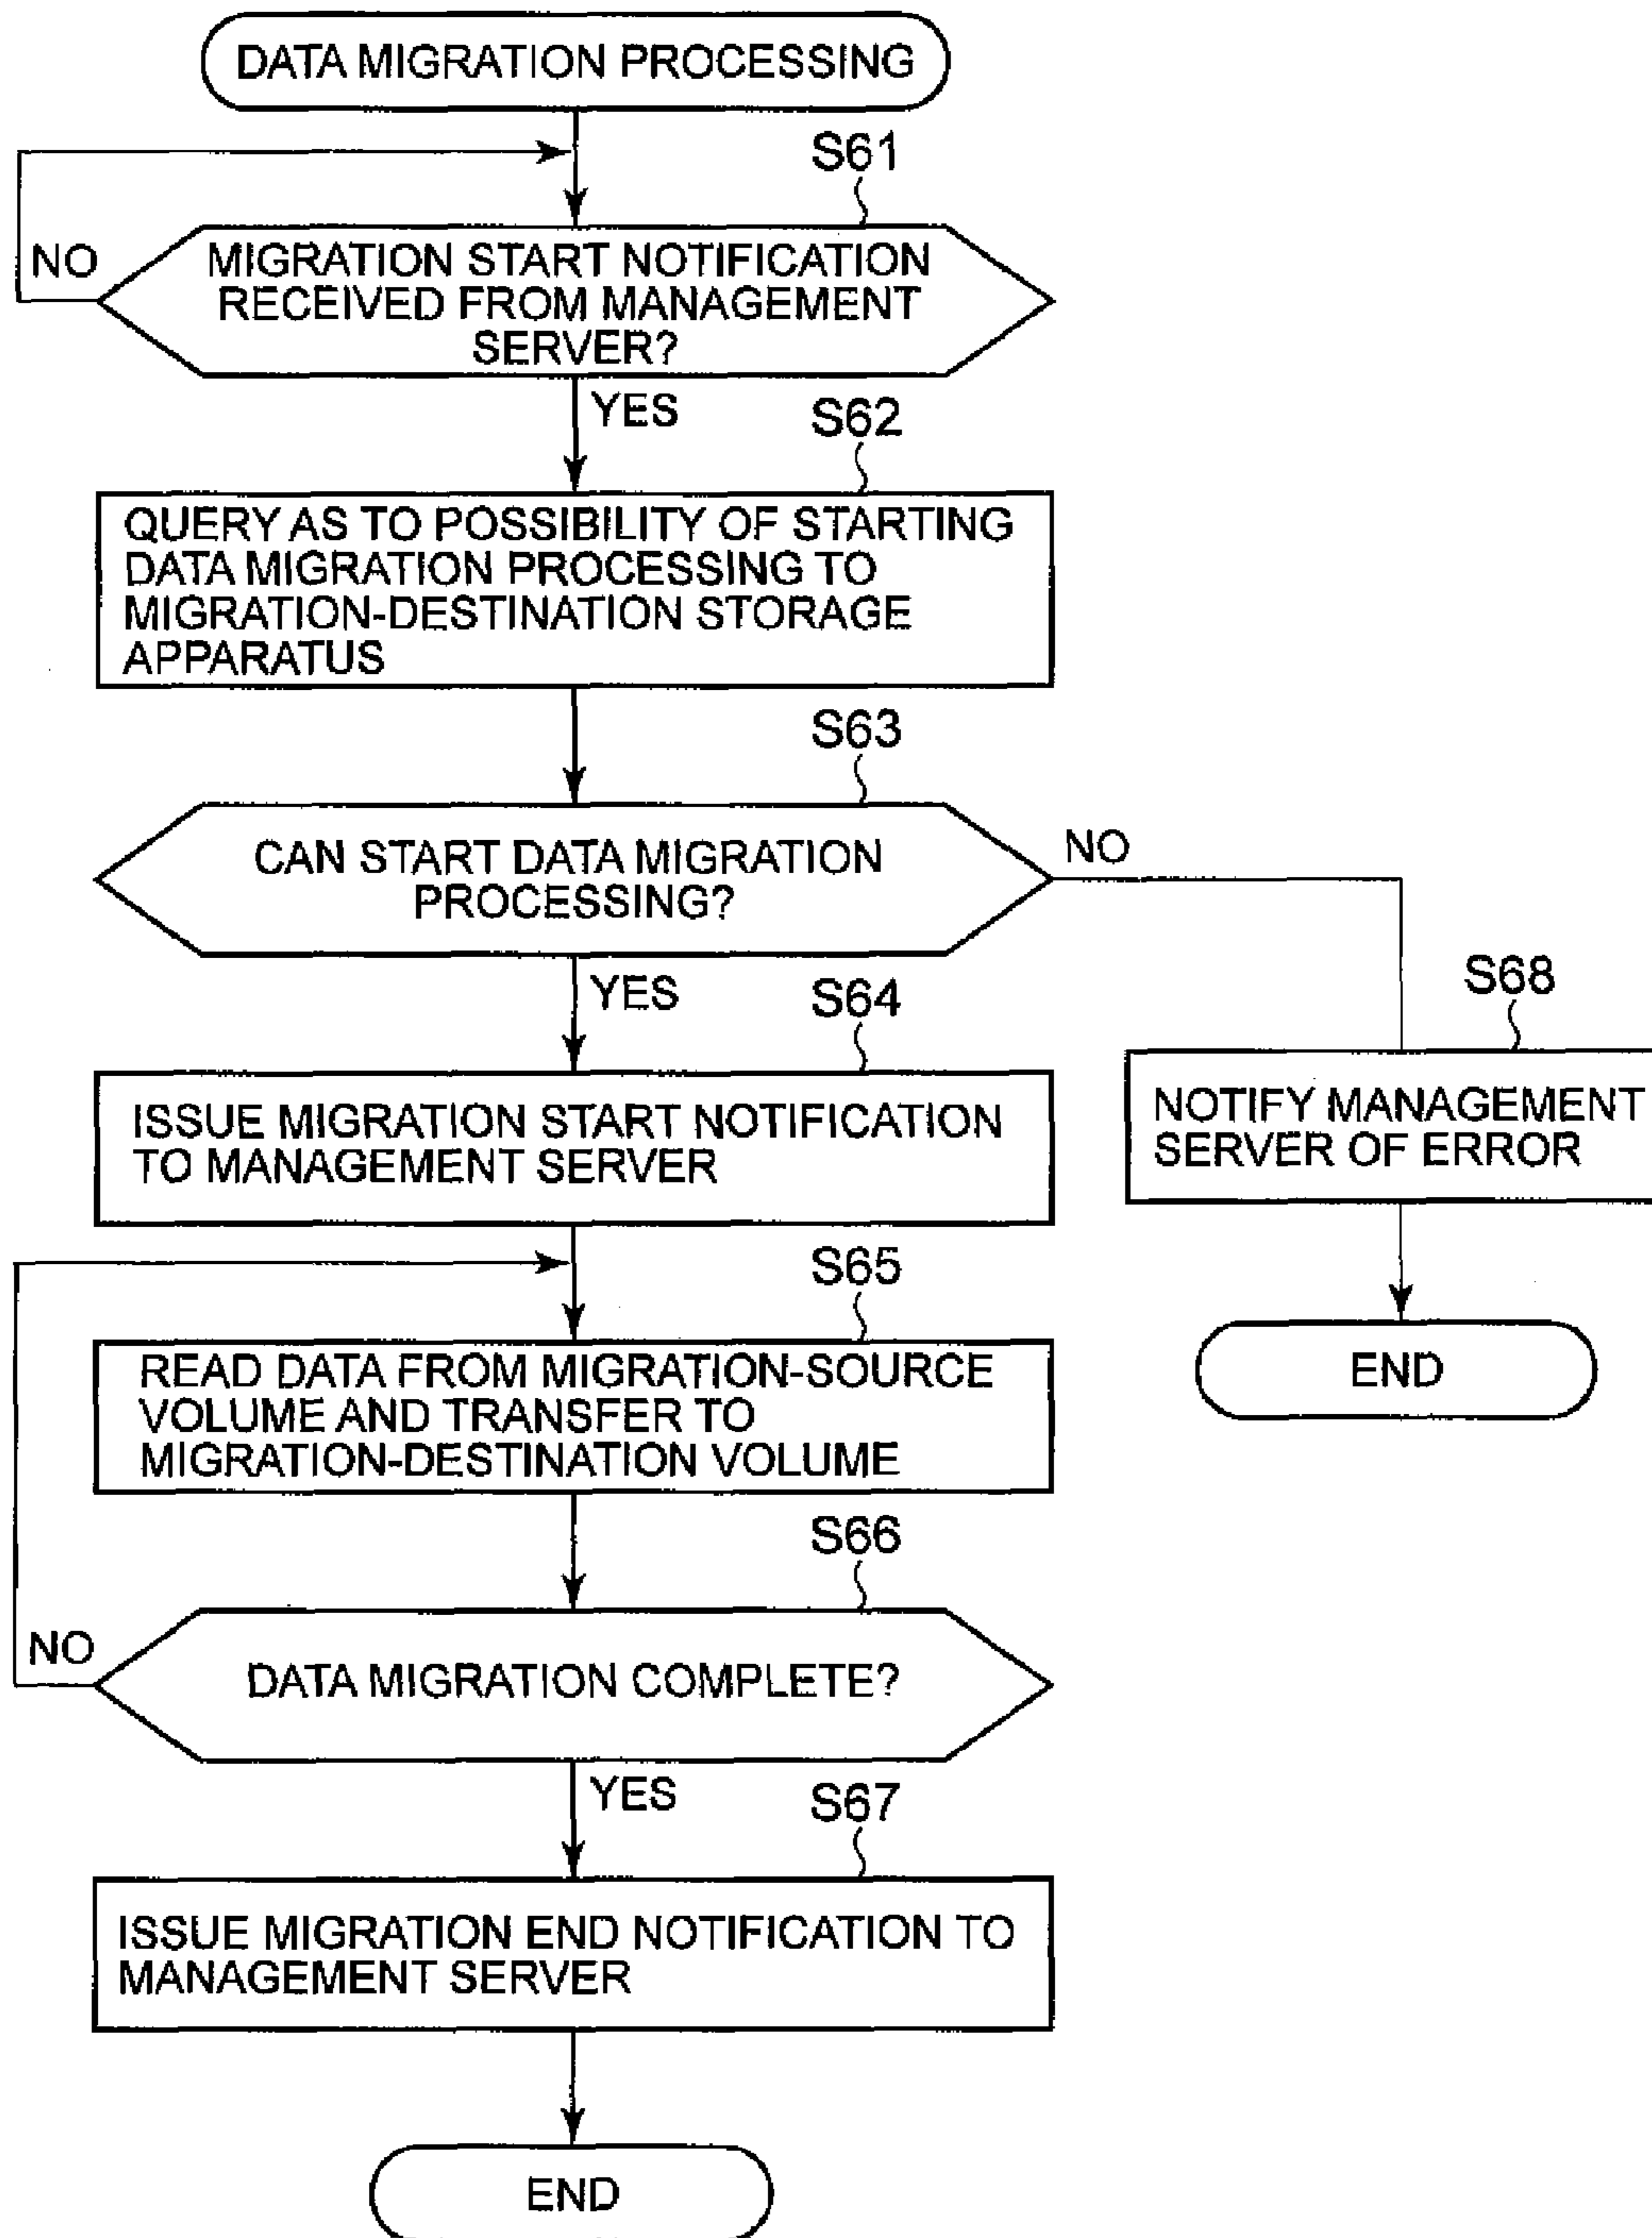 DATA MIGRATION PROCESSING
S61
NO
MIGRATION START NOTIFICATION
RECEIVED FROM MANAGEMENT
SERVER?
YES
S62
QUERY AS TO POSSIBILITY OF STARTING
DATA MIGRATION PROCESSING TO
MIGRATION-DESTINATION STORAGE
APPARATUS
S63
CAN START DATA MIGRATION
PROCESSING?
NO
YES
S64
S68
ISSUE MIGRATION START NOTIFICATION
TO MANAGEMENT SERVER
NOTIFY MANAGEMENT
SERVER OF ERROR
S65
READ DATA FROM MIGRATION-SOURCE
VOLUME AND TRANSFER TO
MIGRATION-DESTINATION VOLUME
END
S66
NO
DATA MIGRATION COMPLETE?
YES
S67
ISSUE MIGRATION END NOTIFICATION TO
MANAGEMENT SERVER
END